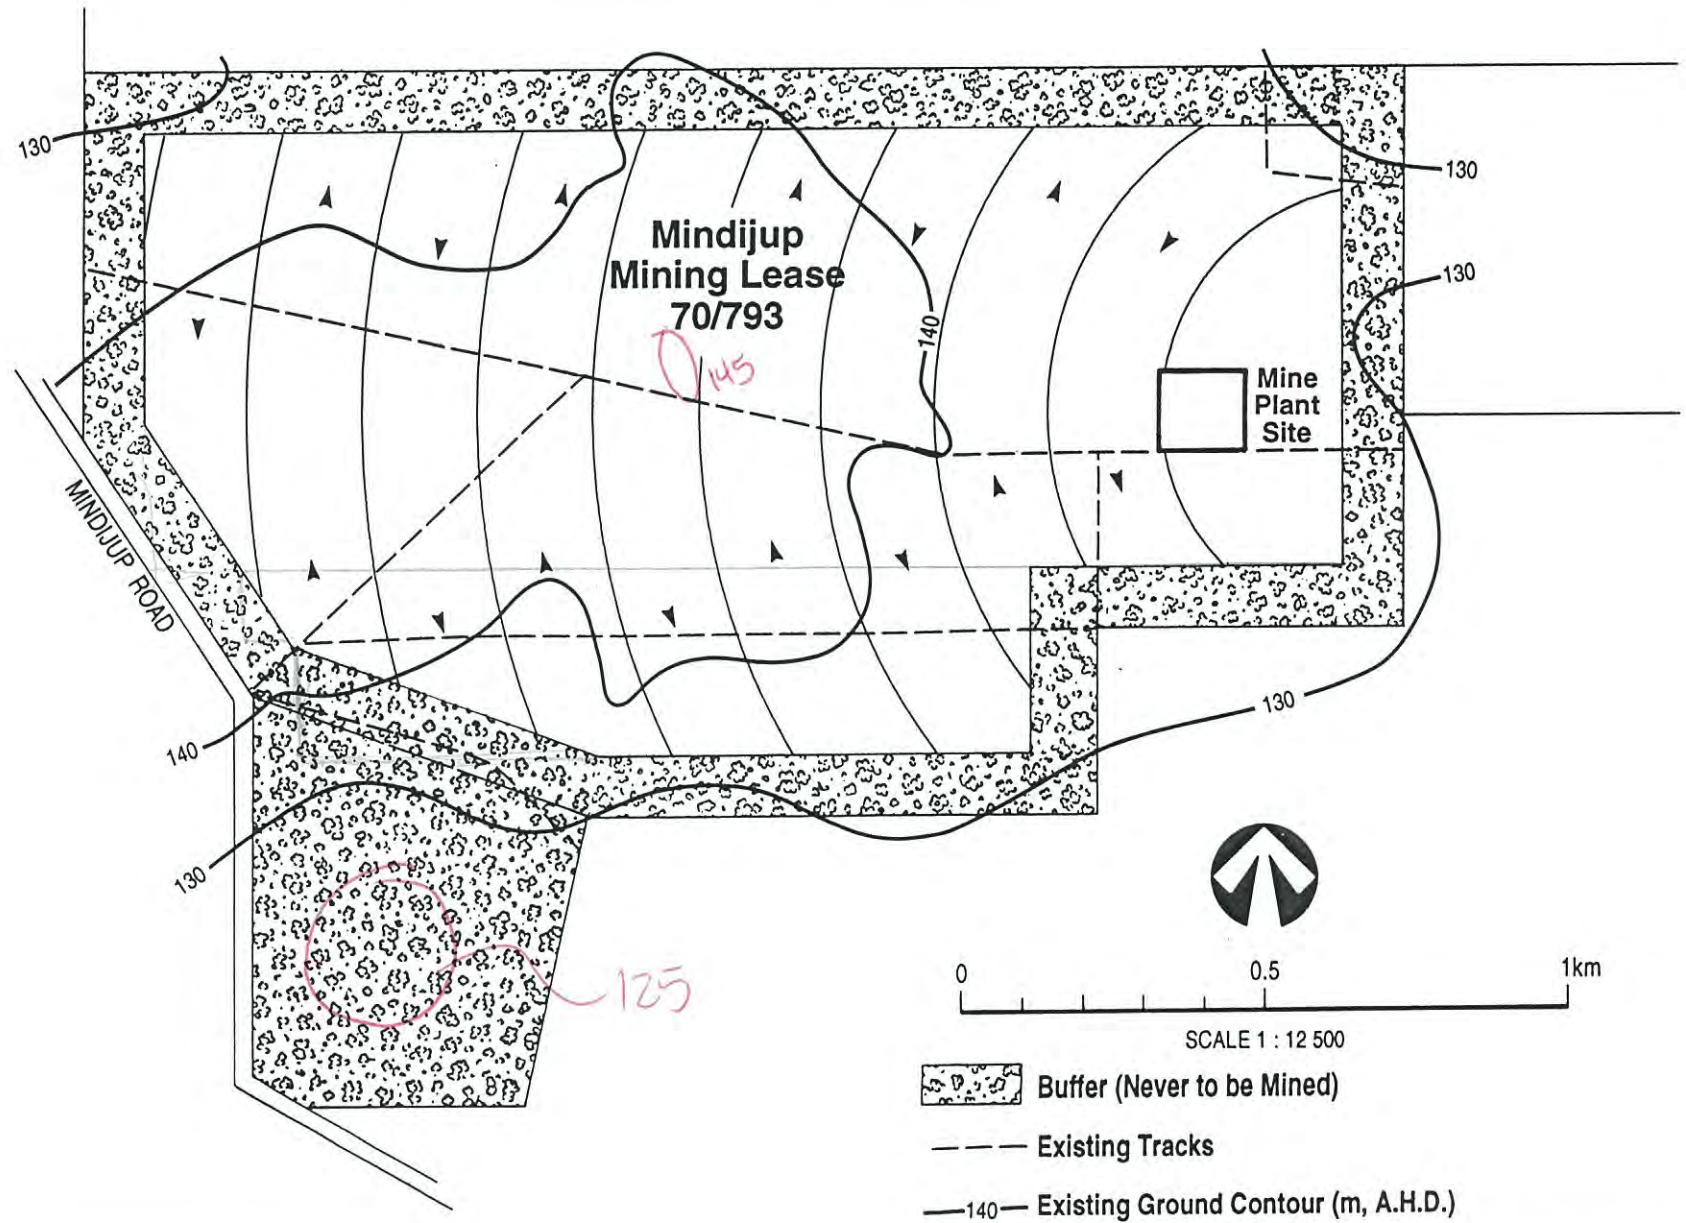 130
130
130
Mindijup
Mining Lease
70/793
145
140
Mine
Plant
Site
MINDIJUP ROAD
140
130
130
125
0 0.5 1km
SCALE 1 : 12 500
Buffer (Never to be Mined)
Existing Tracks
140 Existing Ground Contour (m, A.H.D.)